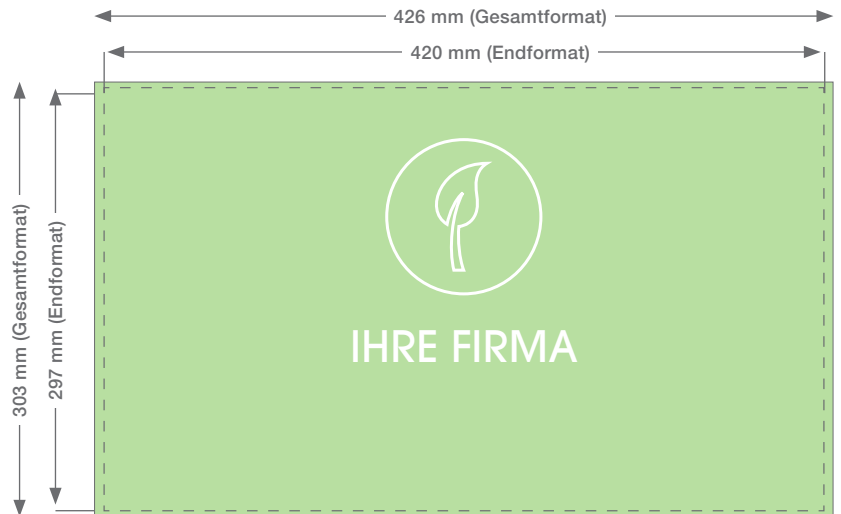 426 mm (Gesamtformat)
420 mm (Endformat)
303 mm (Gesamtformat)
297 mm (Endformat)
IHRE FIRMA